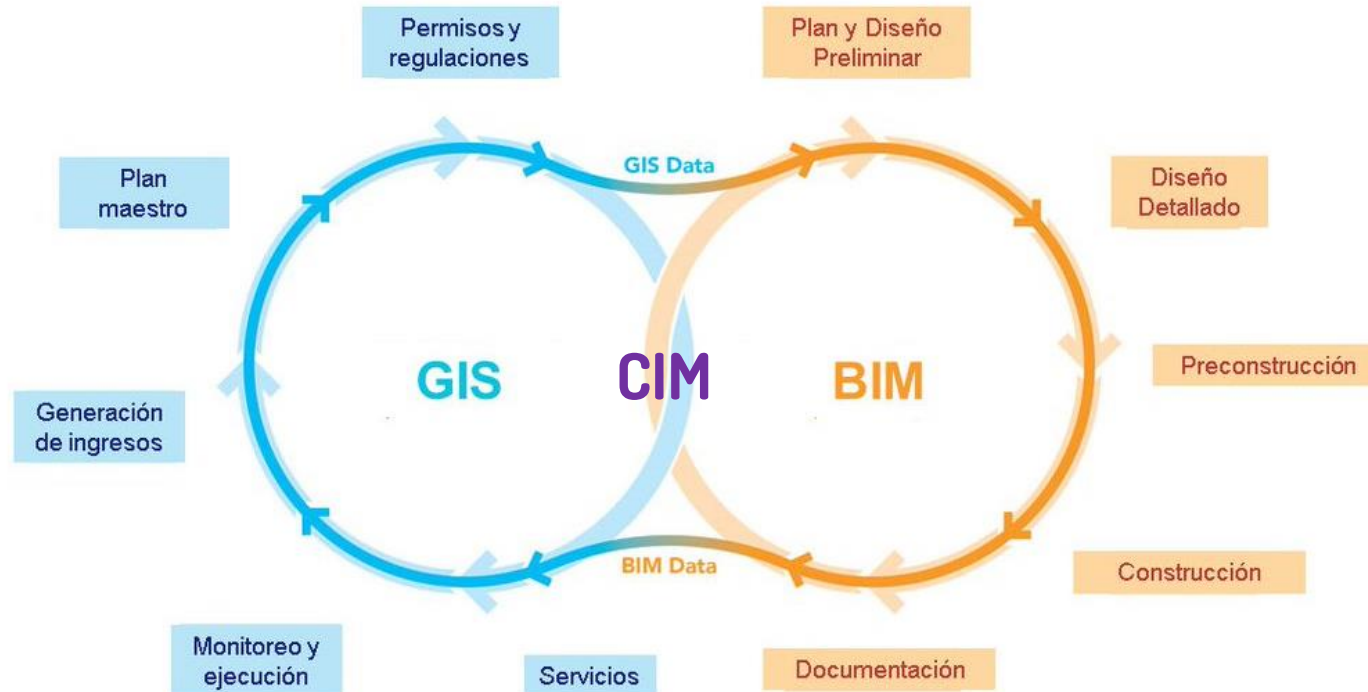 Permisos y
regulaciones
Plan y Diseño
Preliminar
GIS Data
Plan
maestro
Diseño
Detallado
GIS
CIM
BIM
Preconstrucción
Generación
de ingresos
BIM Data
Construcción
Monitoreo y
ejecución
Servicios
Documentación